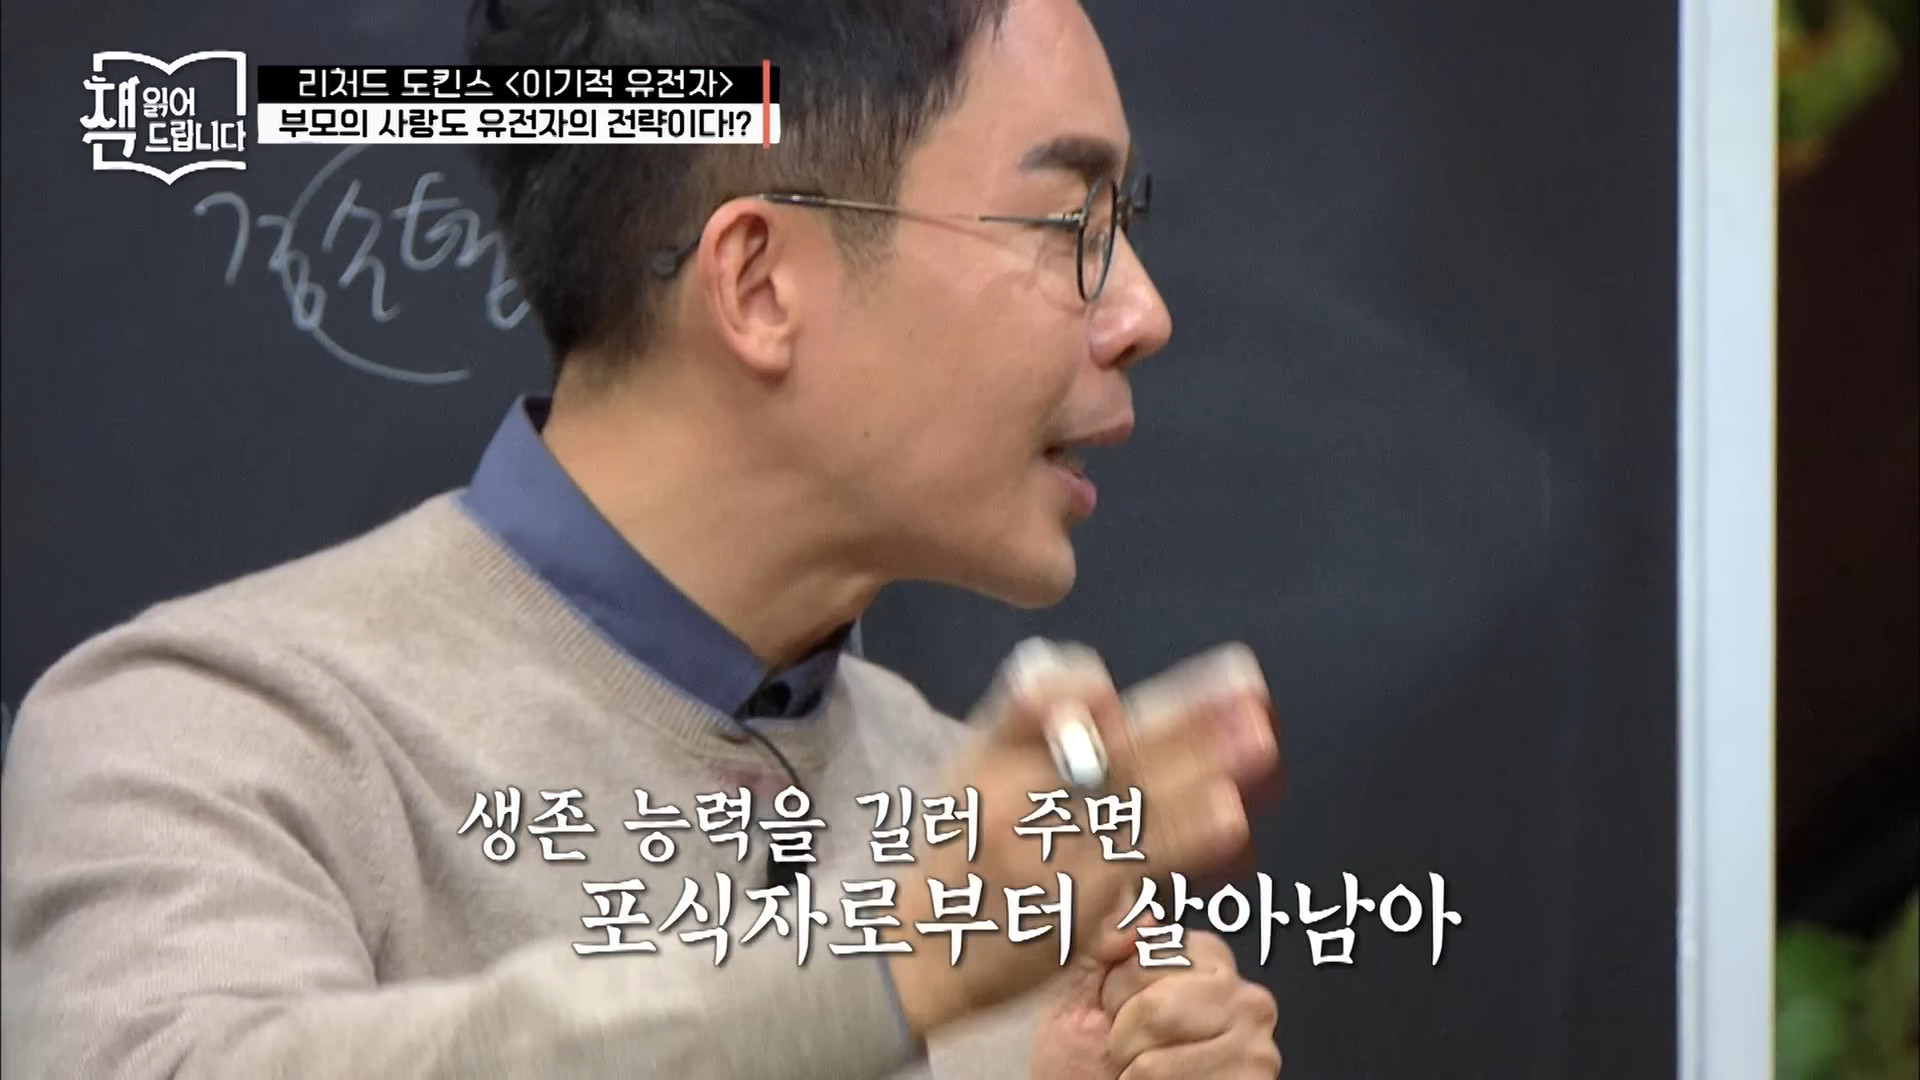 책 읽어
드립니다
리처드 도킨스 <이기적 유전자>
부모의 사랑도 유전자의 전략이다!?
생존 능력을 길러 주면
포식자로부터 살아남아